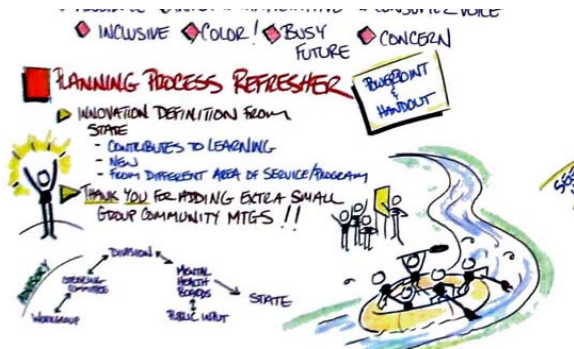 CONSUMER VOICE
INCLUSIVE COLOR! BUSY FUTURE CONCERN
PLANNING PROCESS REFRESHER
POWERPOINT
&
HANDOUT
INNOVATION DEFINITION FROM
STATE
- CONTRIBUTES TO LEARNING
- NEW
- FROM DIFFERENT AREA OF SERVICE/PROGRAM
THANK YOU FOR ADDING EXTRA SMALL
GROUP COMMUNITY MTGS !!
DIVISION
STEERING
COMMITTEE
WORKGROUP
MENTAL
HEALTH
BOARDS
PUBLIC INPUT
STATE